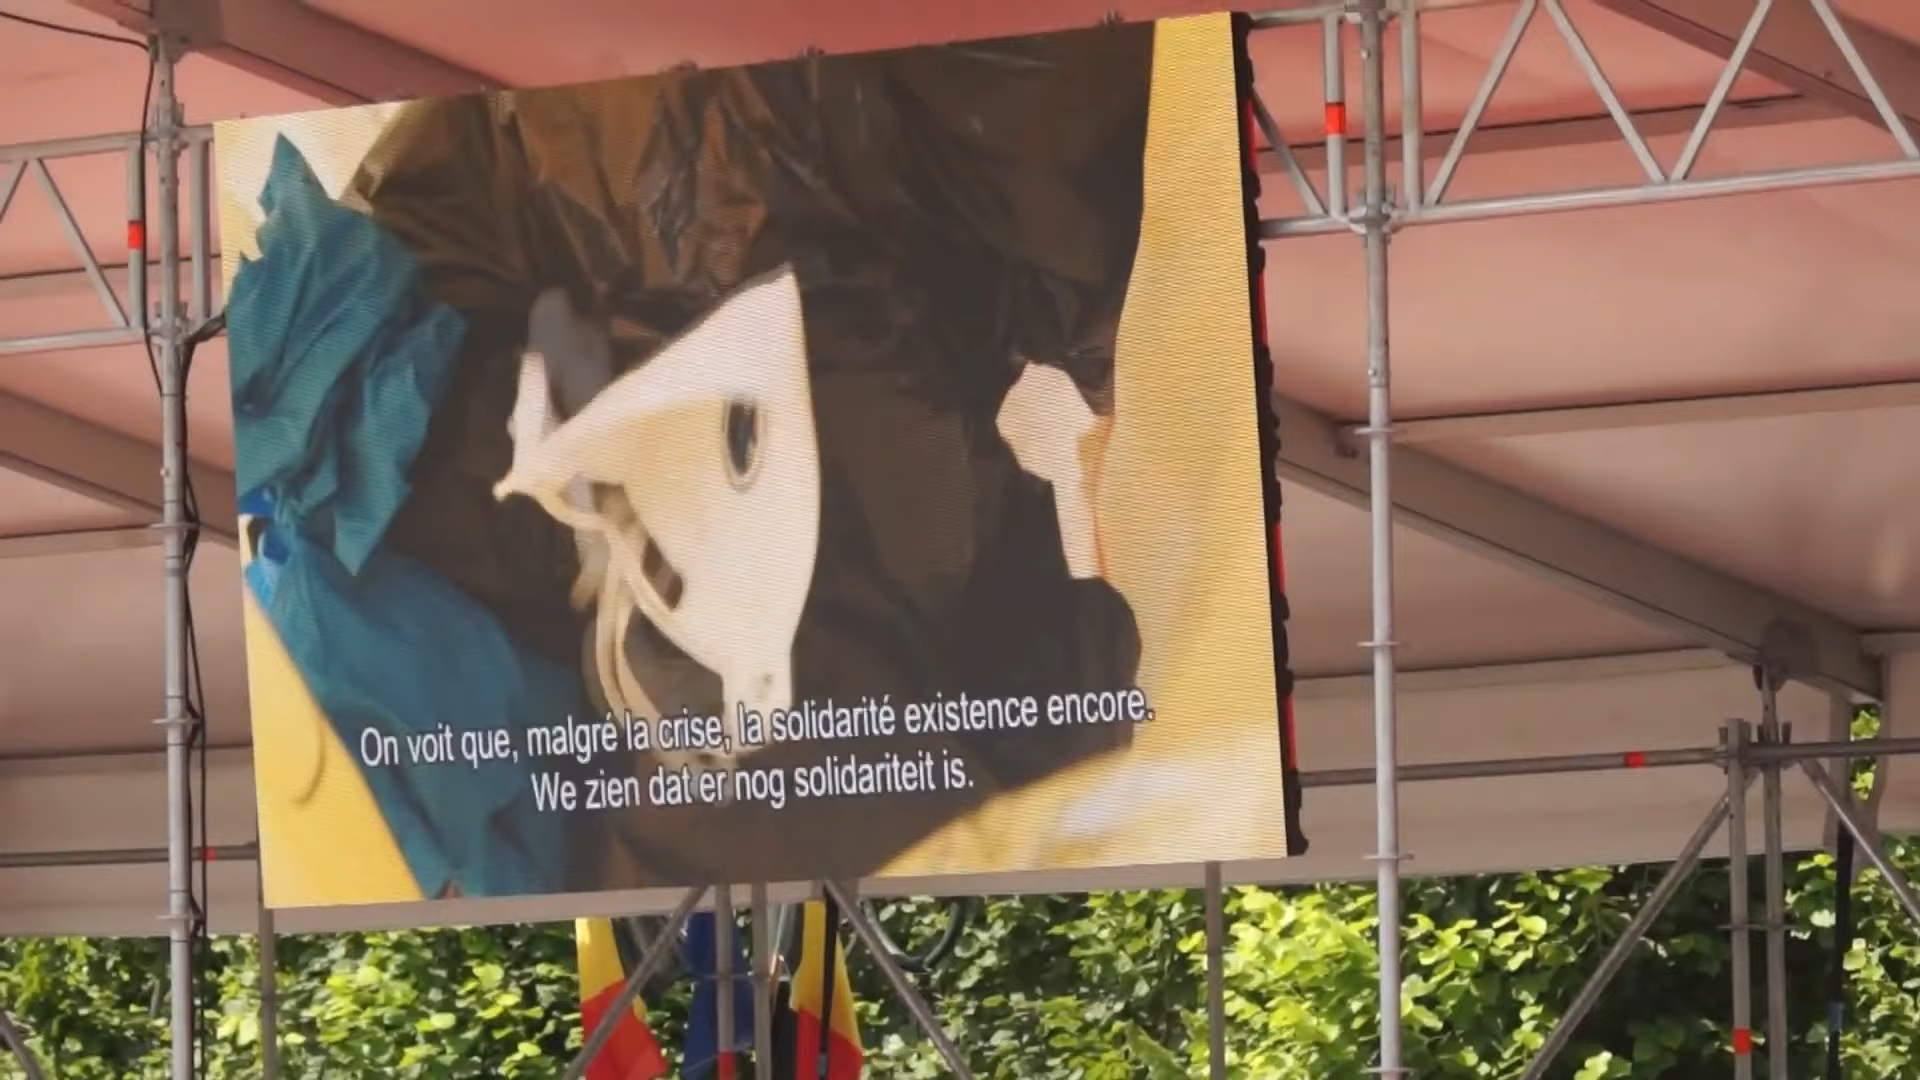 On voit que, malgré la crise, la solidarité existence encore.
We zien dat er nog solidariteit is.